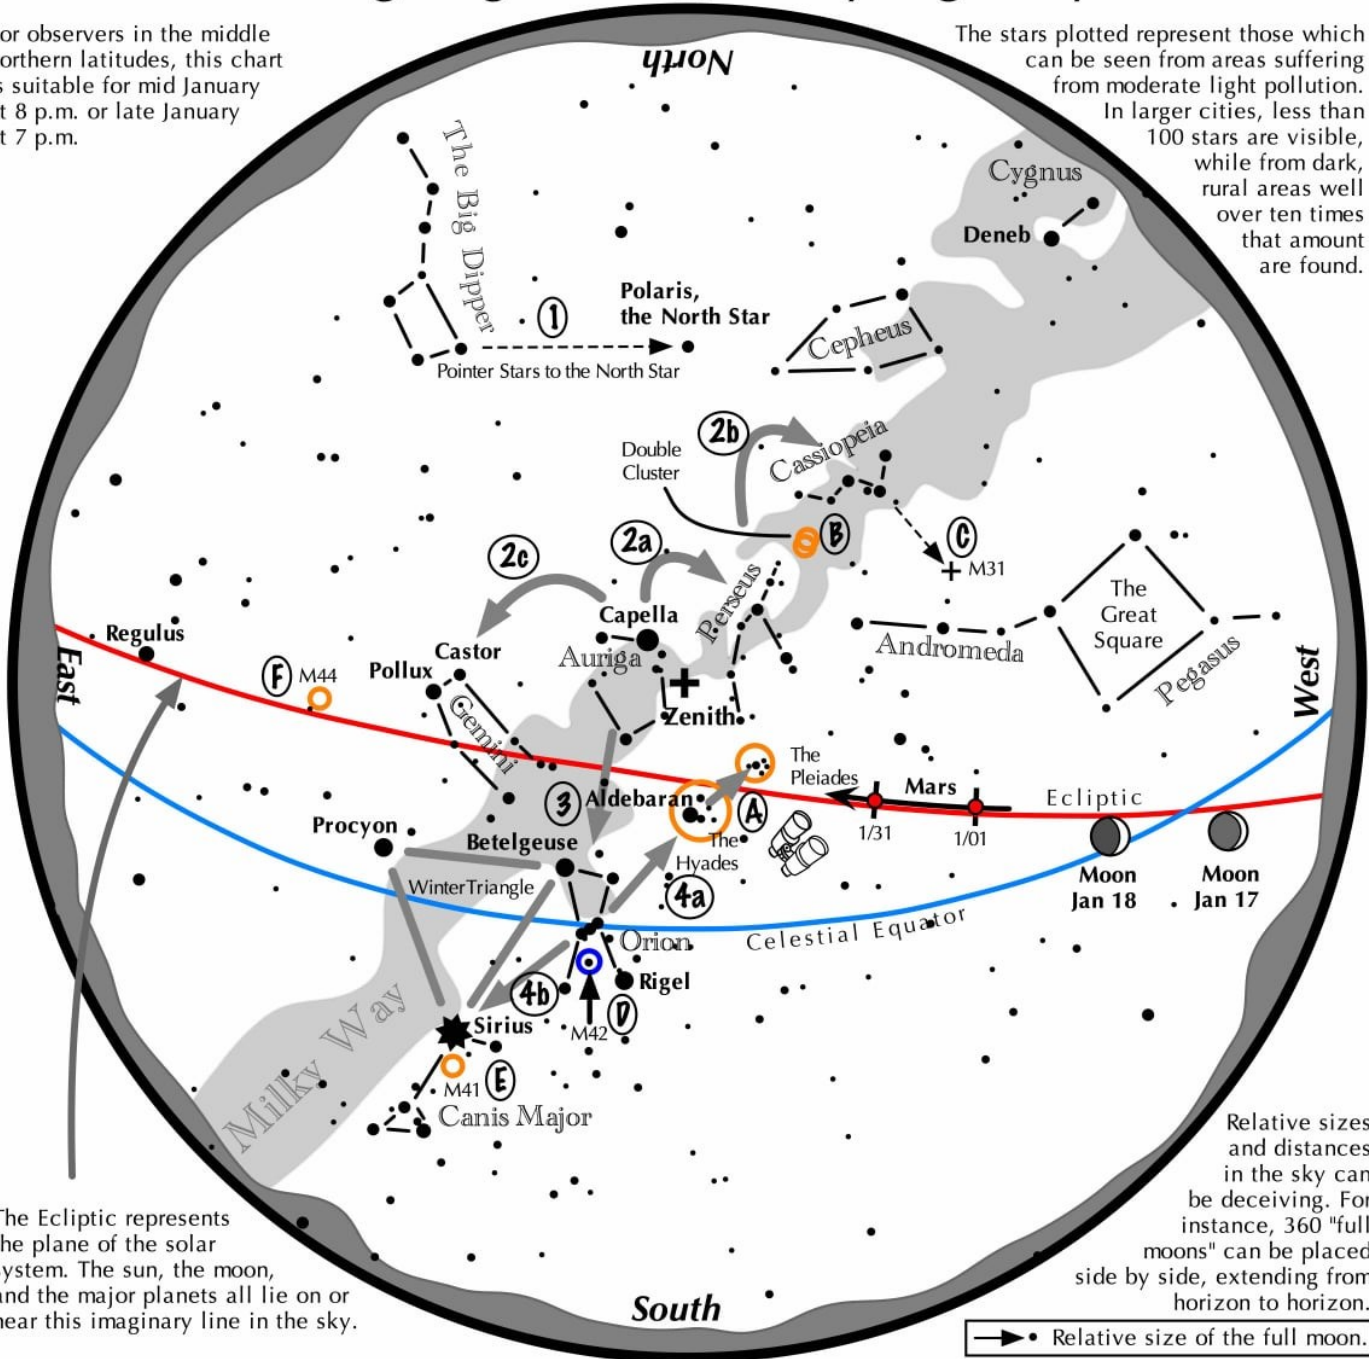 or observers in the middle
orthern latitudes, this chart
s suitable for mid January
t 8 p.m. or late January
t 7 p.m.
The stars plotted represent those which
can be seen from areas suffering
from moderate light pollution.
In larger cities, less than
100 stars are visible,
while from dark,
rural areas well
over ten times
that amount
are found.
North
The Big Dipper
Cygnus
Deneb
Polaris,
the North Star
1
Pointer Stars to the North Star
Cepheus
2b
Cassiopeia
Double
Cluster
B
C
M31
2c
2a
Perseus
Capella
Auriga
Zenith
The
Great
Square
Andromeda
Pegasus
Regulus
East
West
Castor
Pollux
Gemini
F
M44
The
Pleiades
Mars
Ecliptic
1/31
1/01
3
Aldebaran
A
The
Hyades
Procyon
Betelgeuse
Winter Triangle
4a
Moon
Jan 18
Moon
Jan 17
Celestial Equator
Orion
Rigel
4b
D
M42
Sirius
M41
E
Canis Major
Milky Way
South
The Ecliptic represents
he plane of the solar
ystem. The sun, the moon,
nd the major planets all lie on or
near this imaginary line in the sky.
Relative sizes
and distances
in the sky can
be deceiving. For
instance, 360 "full
moons" can be placed
side by side, extending from
horizon to horizon.
Relative size of the full moon.